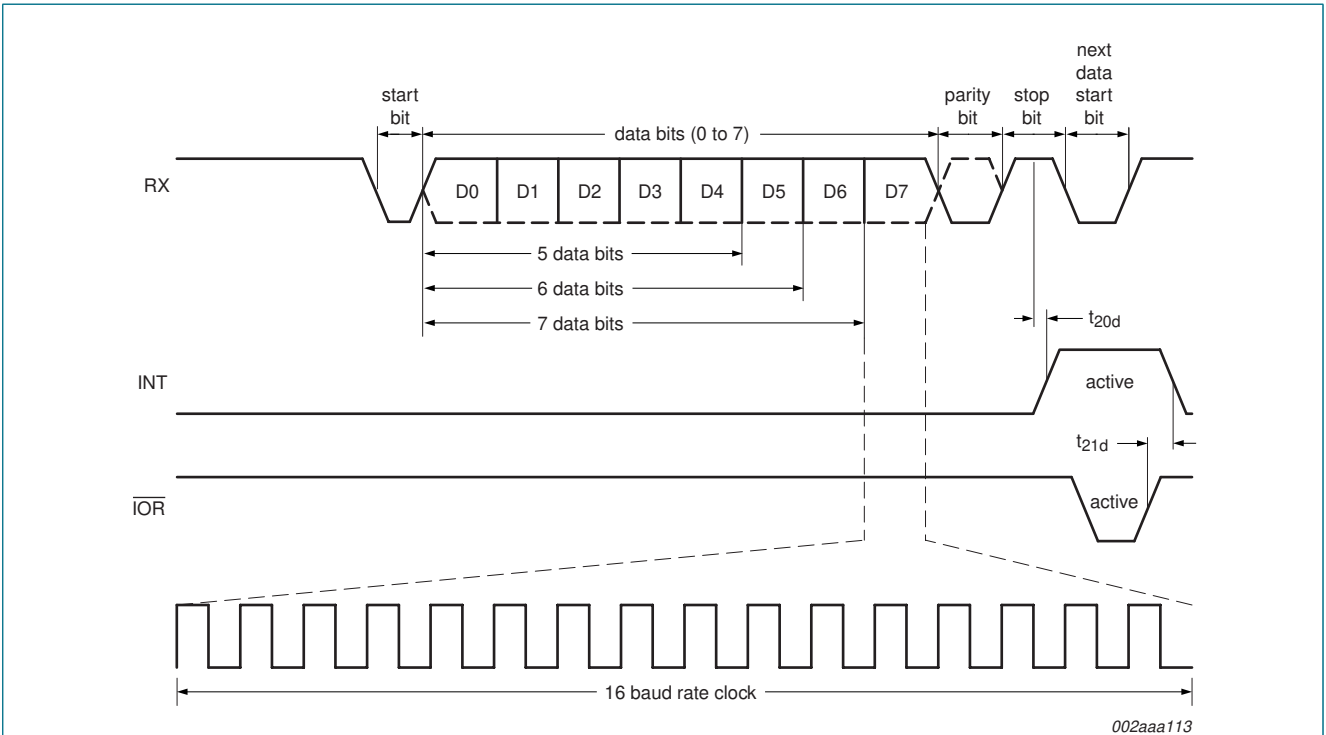 next
data
start
bit
start
bit
parity
bit
stop
bit
data bits (0 to 7)
RX
D0 D1 D2 D3 D4 D5 D6 D7
5 data bits
6 data bits
7 data bits
t20d
INT
active
t21d
IOR
active
16 baud rate clock
002aaa113